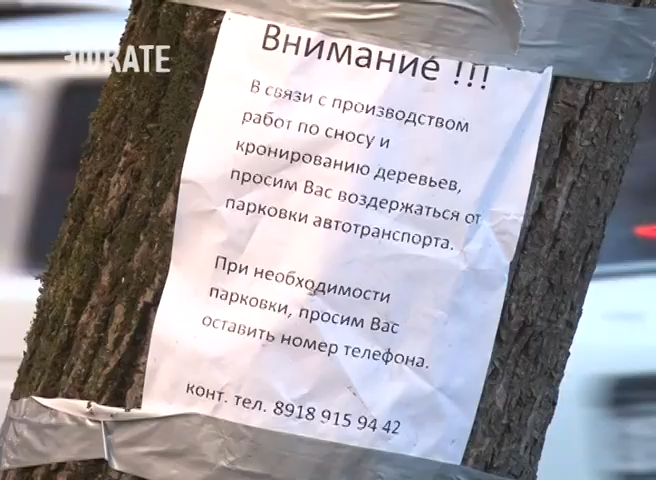 Внимание !!!
В связи с производством
работ по сносу и
кронированию деревьев,
просим Вас воздержаться от
парковки автотранспорта.
При необходимости
парковки, просим Вас
оставить номер телефона.
конт. тел. 8918 915 94 42